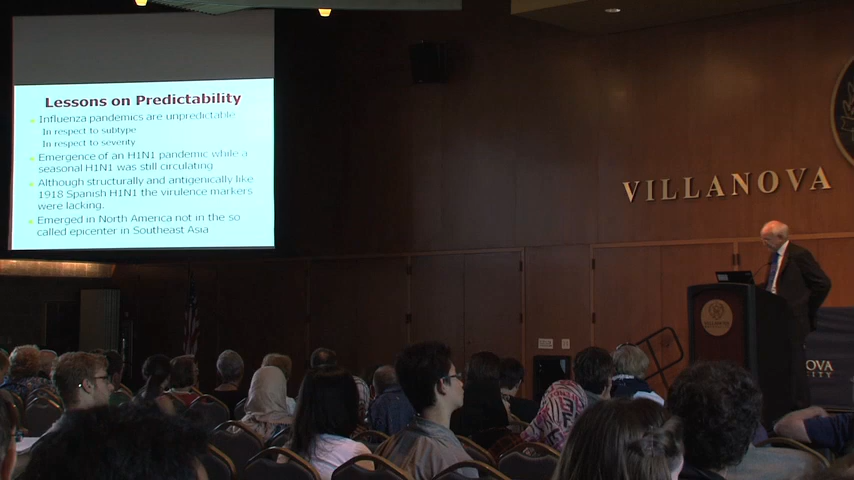 Lessons on Predictability
Influenza pandemics are unpredictable
In respect to subtype
In respect to severity
Emergence of an H1N1 pandemic while a
seasonal H1N1 was still circulating
Although structurally and antigenically like
1918 Spanish H1N1 the virulence markers
were lacking.
Emerged in North America not in the so
called epicenter in Southeast Asia
VILLANOVA